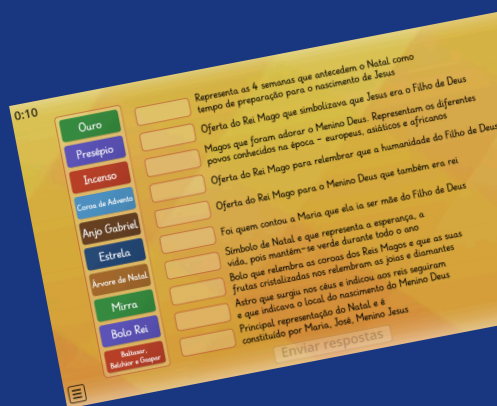 0:10
Ouro
Presépio
Incenso
Coroa de Advento
Anjo Gabriel
Estrela
Árvore de Natal
Mirra
Bolo Rei
Baltasar,
Belchior e Gaspar
Representa as 4 semanas que antecedem o Natal como
tempo de preparação para o nascimento de Jesus
Oferta do Rei Mago que simbolizava que Jesus era o Filho de Deus
Magos que foram adorar o Menino Deus. Representam os diferentes
povos conhecidos na época - europeus, asiáticos e africanos
Oferta do Rei Mago para relembrar que a humanidade do Filho de Deus
Oferta do Rei Mago para o Menino Deus que também era rei
Foi quem contou a Maria que ela ia ser mãe do Filho de Deus
Símbolo de Natal e que representa a esperança, a
vida, pois mantém-se verde durante todo o ano
Bolo que relembra as coroas dos Reis Magos e que as suas
frutas cristalizadas nos relembram as joias e diamantes
Astro que surgiu nos céus e indicou aos reis seguiram
e que indicava o local do nascimento do Menino Deus
Principal representação do Natal e é
constituído por Maria, José, Menino Jesus
Enviar respostas